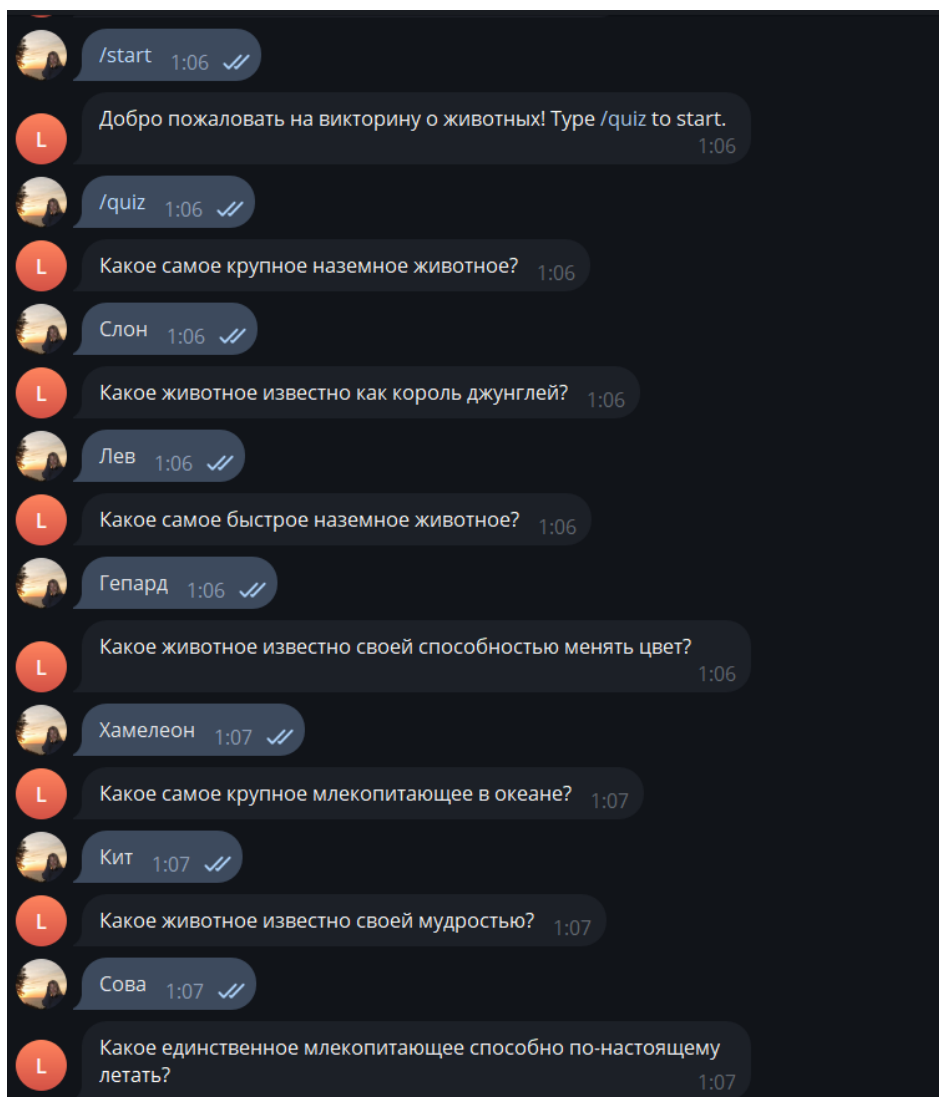 /start 1:06
Добро пожаловать на викторину о животных! Type /quiz to start.
1:06
/quiz 1:06
L
Какое самое крупное наземное животное? 1:06
L
Слон 1:06
Какое животное известно как король джунглей? 1:06
L
Лев 1:06
Какое самое быстрое наземное животное? 1:06
L
Гепард 1:06
Какое животное известно своей способностью менять цвет?
L
1:06
Хамелеон 1:07
Какое самое крупное млекопитающее в океане? 1:07
L
Кит 1:07
Какое животное известно своей мудростью? 1:07
L
Сова 1:07
Какое единственное млекопитающее способно по-настоящему
L
летать?
1:07